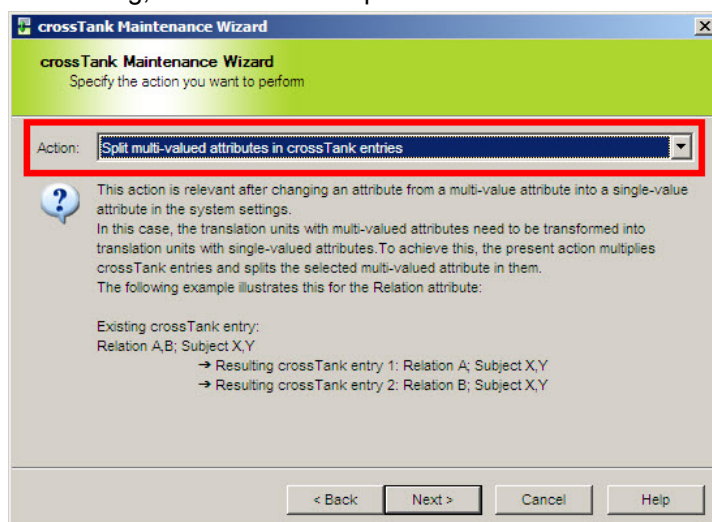 crossTank Maintenance Wizard
crossTank Maintenance Wizard
Specify the action you want to perform
Action: Split multi-valued attributes in crossTank entries
This action is relevant after changing an attribute from a multi-value attribute into a single-value
attribute in the system settings.
In this case, the translation units with multi-valued attributes need to be transformed into
translation units with single-valued attributes.To achieve this, the present action multiplies
crossTank entries and splits the selected multi-valued attribute in them.
The following example illustrates this for the Relation attribute:
Existing crossTank entry:
Relation A,B; Subject X,Y
→ Resulting crossTank entry 1: Relation A; Subject X,Y
→ Resulting crossTank entry 2: Relation B; Subject X,Y
< Back Next > Cancel Help